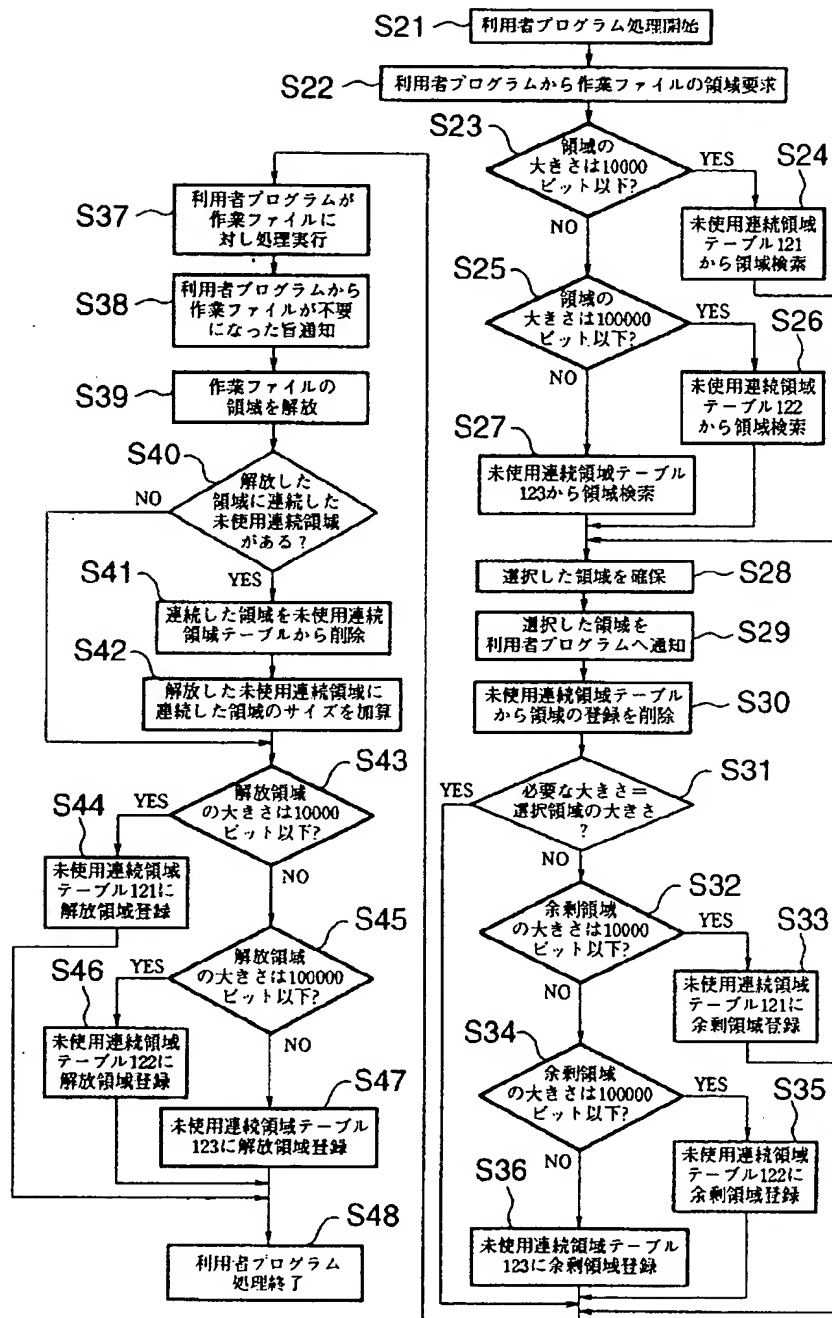 S21
利用者プログラム処理開始
S22
利用者プログラムから作業ファイルの領域要求
S23
領域の
大きさは10000
ビット以下?
YES
NO
S24
未使用連続領域
テーブル121
から領域検索
S25
領域の
大きさは100000
ビット以下?
YES
NO
S26
未使用連続領域
テーブル122
から領域検索
S27
未使用連続領域テーブル
123から領域検索
S28
選択した領域を確保
S29
選択した領域を
利用者プログラムへ通知
S30
未使用連続領域テーブル
から領域の登録を削除
S31
必要な大きさ=
選択領域の大きさ
?
YES
NO
S32
余剰領域
の大きさは10000
ビット以下?
YES
NO
S33
未使用連続領域
テーブル121に
余剰領域登録
S34
余剰領域
の大きさは100000
ビット以下?
YES
NO
S35
未使用連続領域
テーブル122に
余剰領域登録
S36
未使用連続領域テーブル
123に余剰領域登録
S37
利用者プログラムが
作業ファイルに
対し処理実行
S38
利用者プログラムから
作業ファイルが不要
になった旨通知
S39
作業ファイルの
領域を解放
S40
解放した
領域に連続した
未使用連続領域
がある?
NO
YES
S41
連続した領域を未使用連続
領域テーブルから削除
S42
解放した未使用連続領域に
連続した領域のサイズを加算
S43
解放領域
の大きさは10000
ビット以下?
YES
NO
S44
未使用連続領域
テーブル121に
解放領域登録
S45
解放領域
の大きさは100000
ビット以下?
YES
NO
S46
未使用連続領域
テーブル122に
解放領域登録
S47
未使用連続領域テーブル
123に解放領域登録
S48
利用者プログラム
処理終了